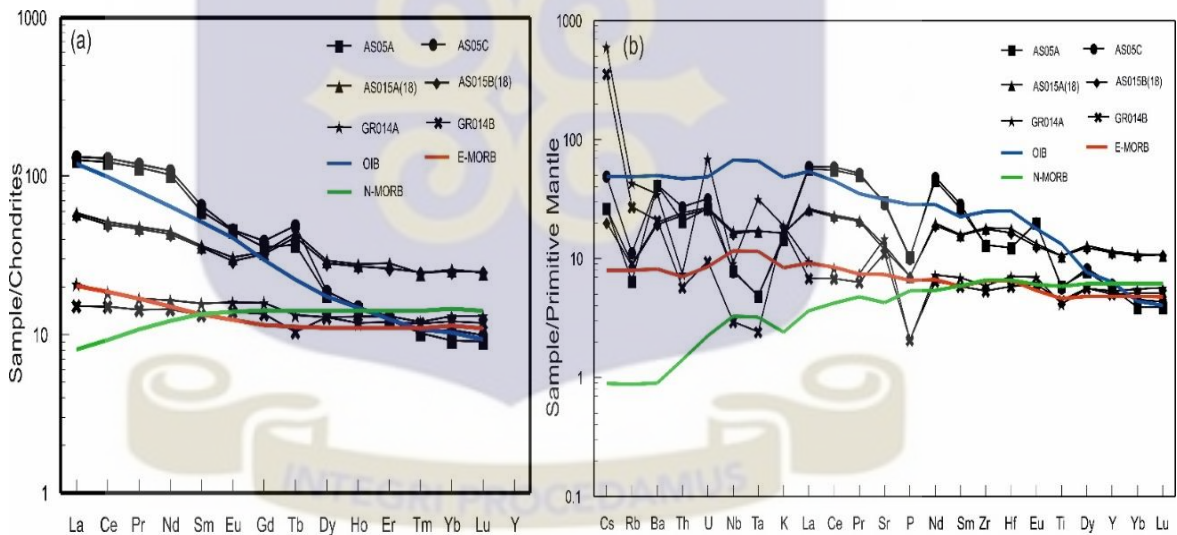 (a)
Sample/Chondrites
1000
100
10
1
AS05A
AS05C
AS015A(18)
AS015B(18)
GR014A
GR014B
OIB
E-MORB
N-MORB
La Ce Pr Nd Sm Eu Gd Tb Dy Ho Er Tm Yb Lu Y
(b)
Sample/Primitive Mantle
1000
100
10
1
0.1
AS05A
AS05C
AS015A(18)
AS015B(18)
GR014A
GR014B
OIB
E-MORB
N-MORB
Cs Rb Ba Th U Nb Ta K La Ce Pr Sr P Nd Sm Zr Hf Eu Ti Dy Y Yb Lu
INTEGRI PROCEDAMUS